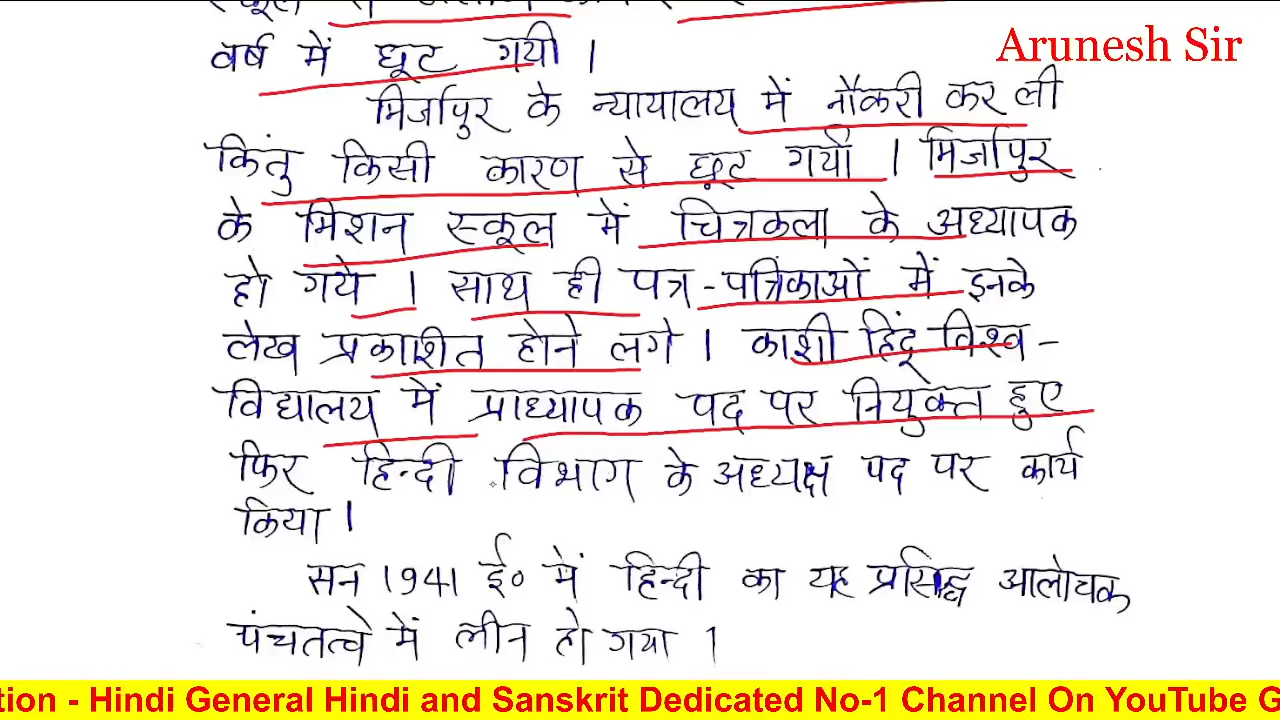 वर्ष में छूट गयी ।
Arunesh Sir
मिर्जापुर के न्यायालय में नौकरी कर ली
किंतु किसी कारण से छूट गयी । मिर्जापुर
के मिशन स्कूल में चित्रकला के अध्यापक
हो गये । साथ ही पत्र-पत्रिकाओं में इनके
लेख प्रकाशित होने लगे । काशी हिंदू विश्व-
विद्यालय में प्राध्यापक पद पर नियुक्त हुए
फिर हिन्दी विभाग के अध्यक्ष पद पर कार्य
किया ।
सन 1941 ई० में हिन्दी का यह प्रसिद्ध आलोचक
पंचतत्वे में लीन हो गया ।
tion - Hindi General Hindi and Sanskrit Dedicated No-1 Channel On YouTube G